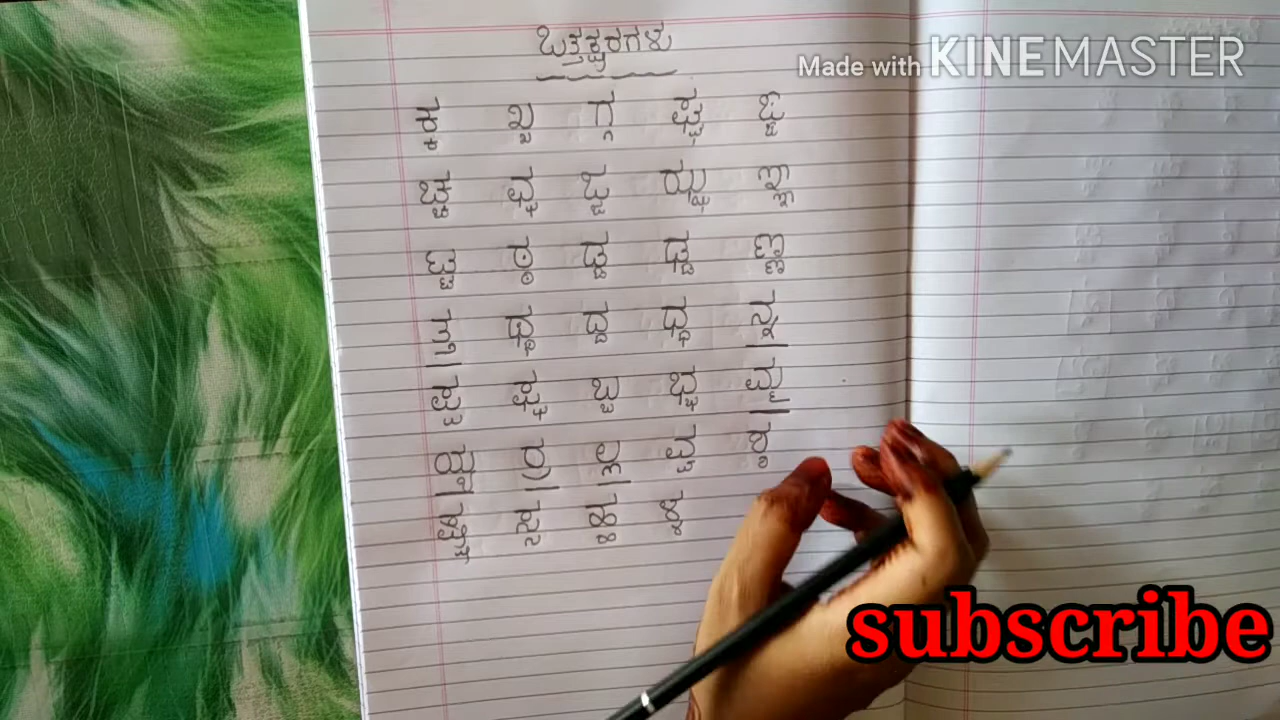 Made with KINEMASTER
ಒತ್ತಕ್ಷರಗಳು
ಕ್ಕ ಖ್ಖ ಗ್ಗ ಘ್ಘ ಙ್ಙ
ಚ್ಚ ಛ್ಛ ಜ್ಜ ಝ್ಝ ಞ್ಞ
ಟ್ಟ ಠ್ಠ ಡ್ಡ ಢ್ಢ ಣ್ಣ
ತ್ತ ಥ್ಥ ದ್ದ ಧ್ಧ ನ್ನ
ಪ್ಪ ಫ್ಫ ಬ್ಬ ಭ್ಭ ಮ್ಮ
ಯ್ಯ ರ್ರ ಲ್ಲ ವ್ವ ಶ್ಶ
ಷ್ಷ ಸ್ಸ ಹ್ಹ ಳ್ಳ
subscribe